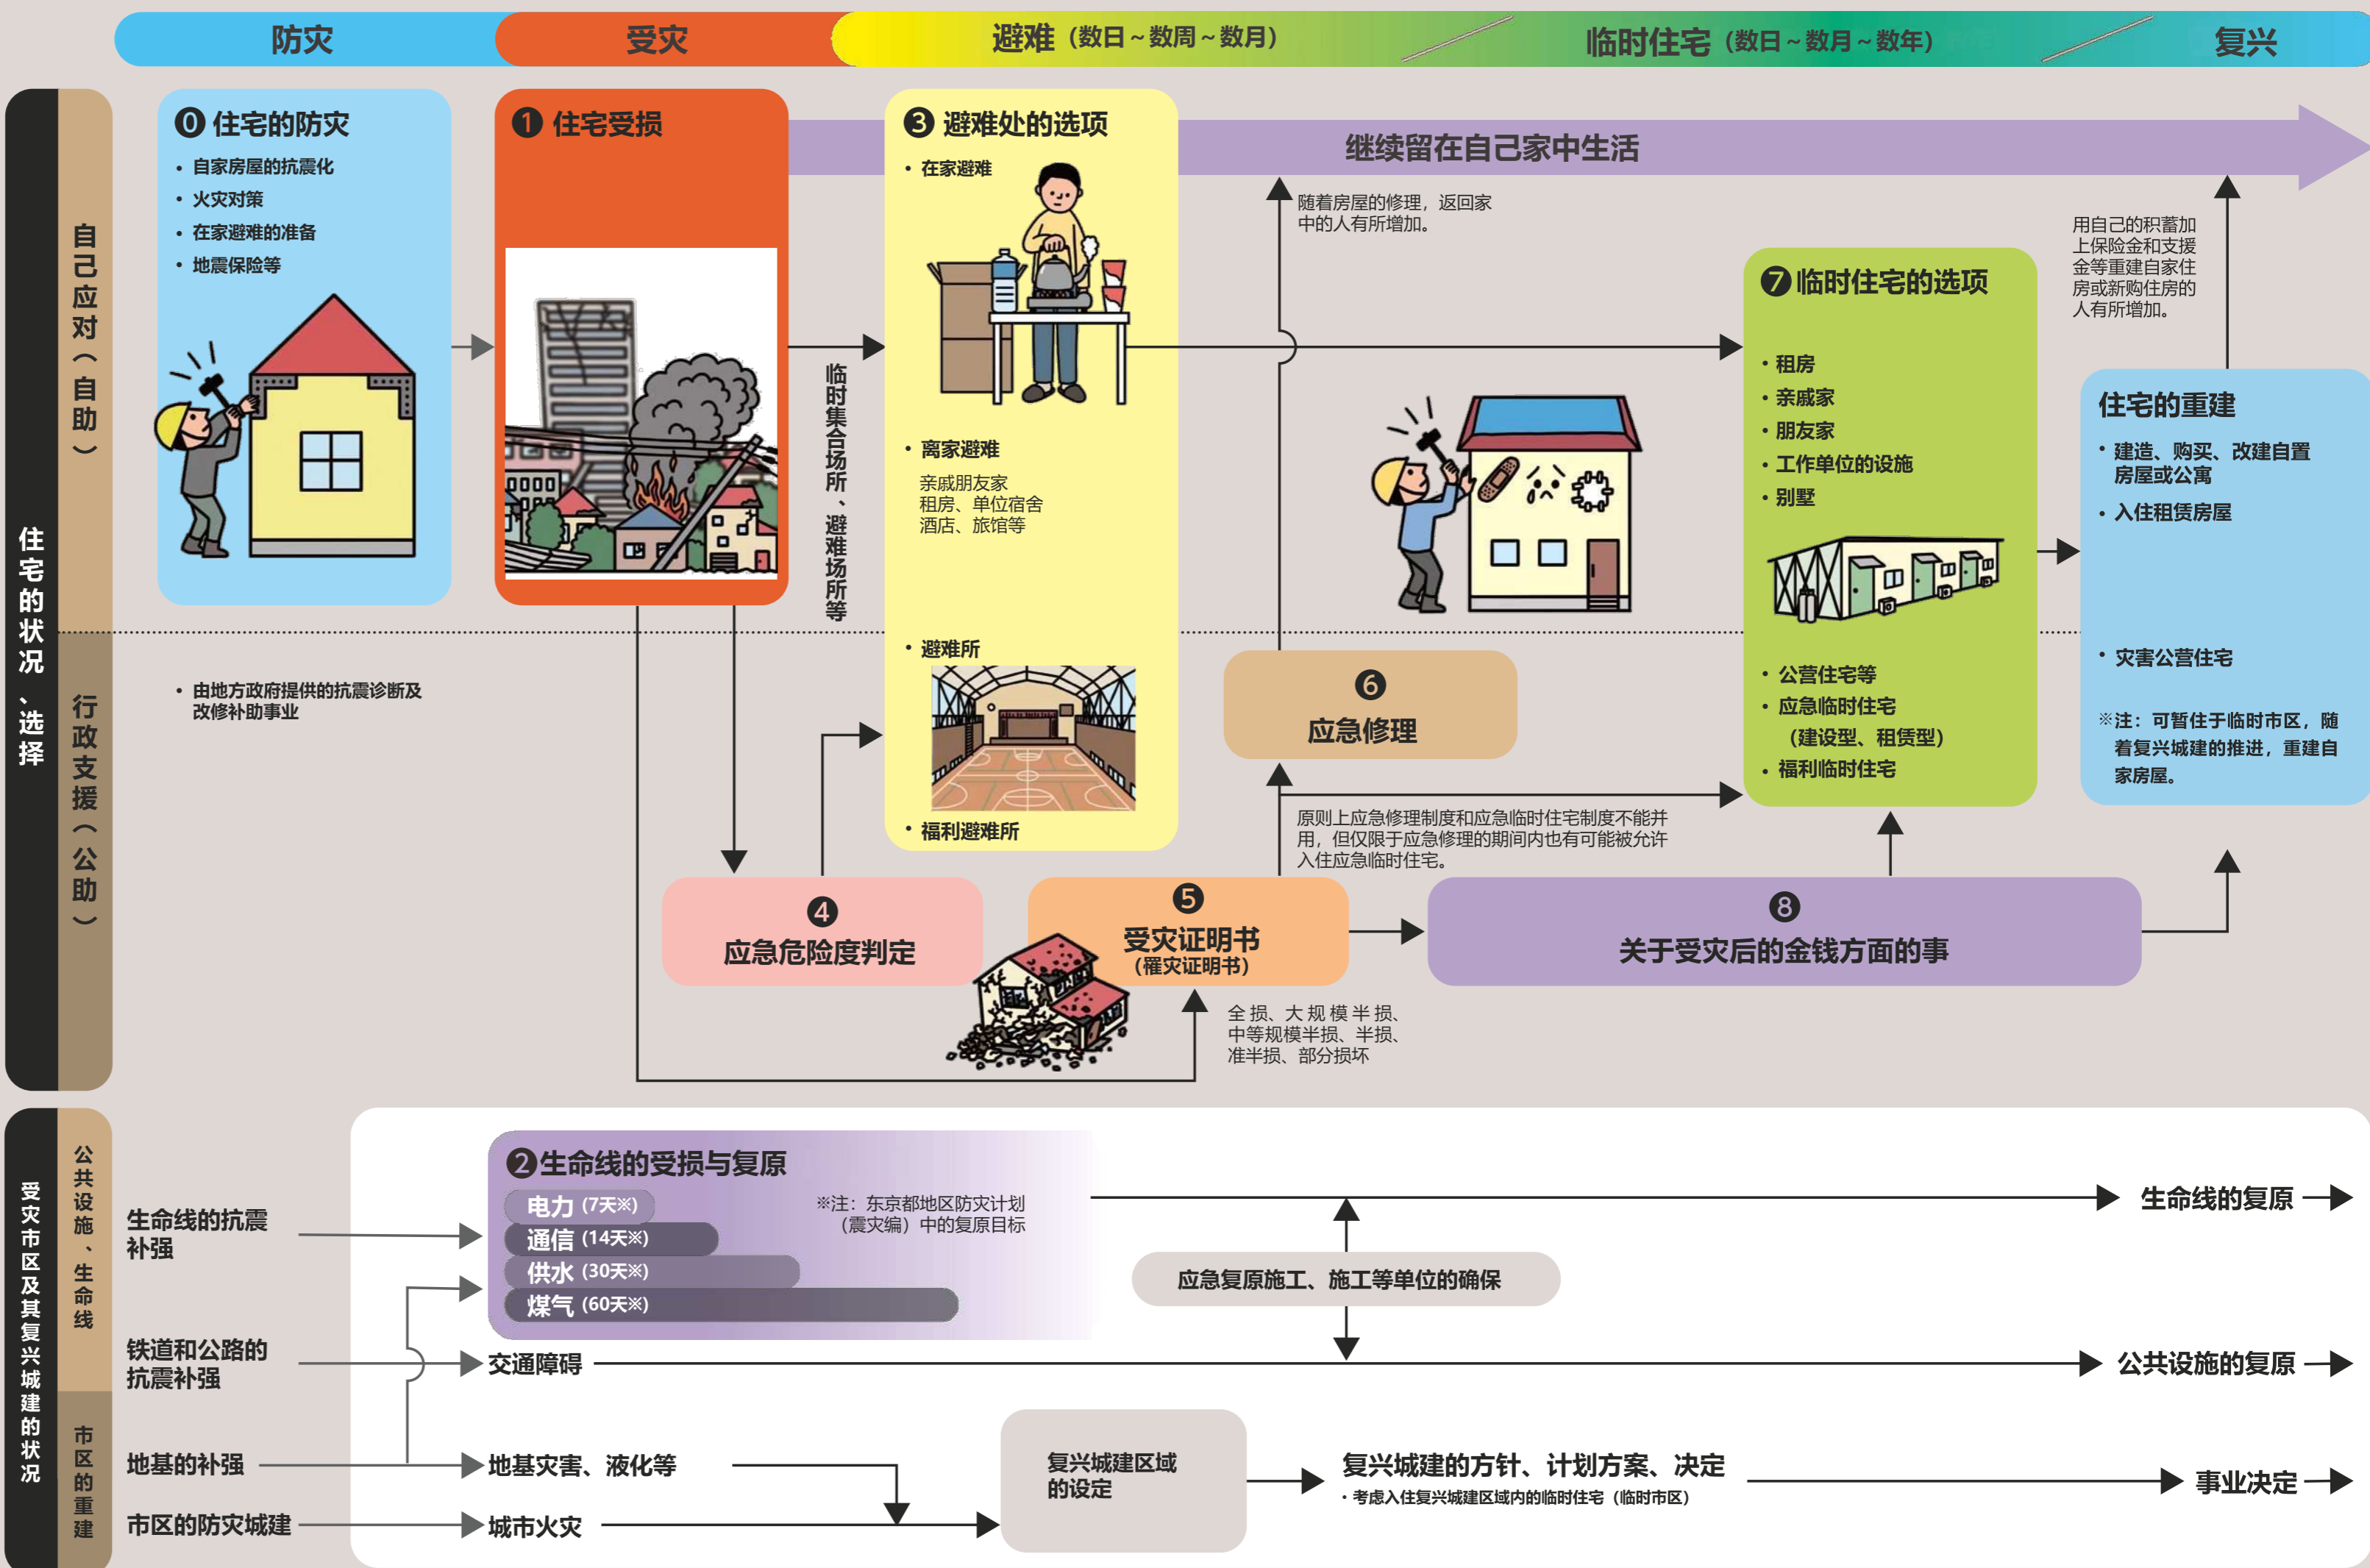 防灾
受灾
避难（数日～数周～数月）
临时住宅（数日～数月～数年）
复兴
住宅的状况、选择
自己应对（自助）
行政支援（公助）
⓿ 住宅的防灾
・自家房屋的抗震化
・火灾对策
・在家避难的准备
・地震保险等
・由地方政府提供的抗震诊断及
改修补助事业
❶ 住宅受损
临时集合场所、避难场所等
❸ 避难处的选项
・在家避难
・离家避难
亲戚朋友家
租房、单位宿舍
酒店、旅馆等
・避难所
・福利避难所
继续留在自己家中生活
随着房屋的修理，返回家
中的人有所增加。
❼临时住宅的选项
・租房
・亲戚家
・朋友家
・工作单位的设施
・别墅
・公营住宅等
・应急临时住宅
（建设型、租赁型）
・福利临时住宅
用自己的积蓄加
上保险金和支援
金等重建自家住
房或新购住房的
人有所增加。
住宅的重建
・建造、购买、改建自置
房屋或公寓
・入住租赁房屋
・灾害公营住宅
※注：可暂住于临时市区，随
着复兴城建的推进，重建自
家房屋。
❻
应急修理
原则上应急修理制度和应急临时住宅制度不能并
用，但仅限于应急修理的期间内也有可能被允许
入住应急临时住宅。
❹
应急危险度判定
❺
受灾证明书
（罹灾证明书）
全损、大规模半损、
中等规模半损、半损、
准半损、部分损坏
❽
关于受灾后的金钱方面的事
受灾市区及其复兴城建的状况
公共设施、生命线
市区的重建
生命线的抗震
补强
铁道和公路的
抗震补强
地基的补强
市区的防灾城建
❷生命线的受损与复原
电力 (7天※)
通信 (14天※)
供水 (30天※)
煤气 (60天※)
※注：东京都地区防灾计划
（震灾编）中的复原目标
生命线的复原
应急复原施工、施工等单位的确保
交通障碍
公共设施的复原
地基灾害、液化等
城市火灾
复兴城建区域
的设定
复兴城建的方针、计划方案、决定
・考虑入住复兴城建区域内的临时住宅（临时市区）
事业决定